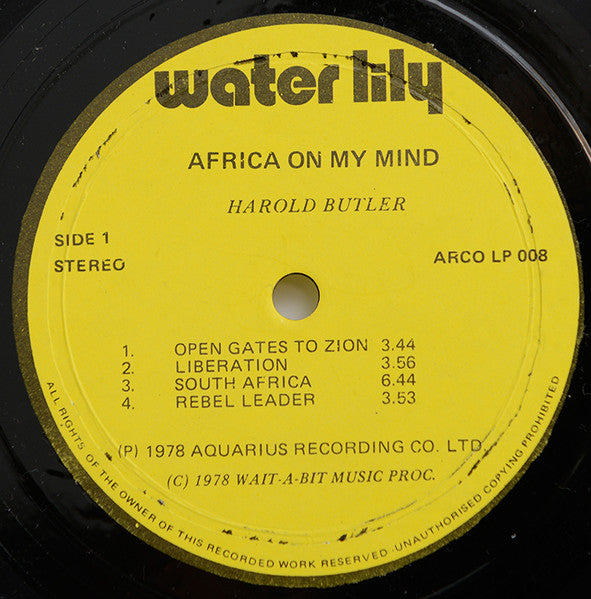 water lily
AFRICA ON MY MIND
HAROLD BUTLER
SIDE 1
STEREO
ARCO LP 008
1. OPEN GATES TO ZION 3.44
2. LIBERATION 3.56
3. SOUTH AFRICA 6.44
4. REBEL LEADER 3.53
(P) 1978 AQUARIUS RECORDING CO. LTD
(C) 1978 WAIT-A-BIT MUSIC PROC.
ALL RIGHTS OF THE OWNER OF THIS RECORDED WORK RESERVED · UNAUTHORISED COPYING PROHIBITED